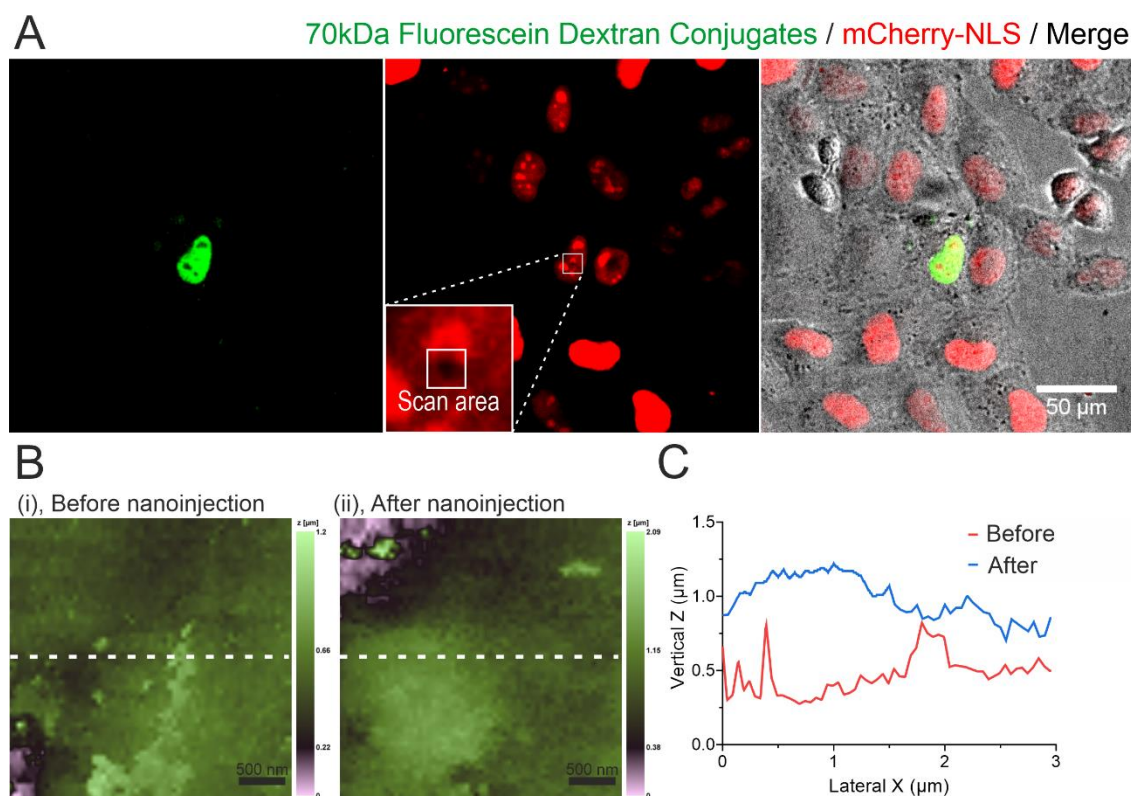 A
70kDa Fluorescein Dextran Conjugates / mCherry-NLS / Merge
Scan area
50 µm
B
(i), Before nanoinjection
(ii), After nanoinjection
z [µm]
1.2
0.66
0.22
0
500 nm
z [µm]
2.09
1.15
0.38
0
500 nm
C
Before
After
Vertical Z (µm)
1.5
1.0
0.5
0.0
0
1
2
3
Lateral X (µm)